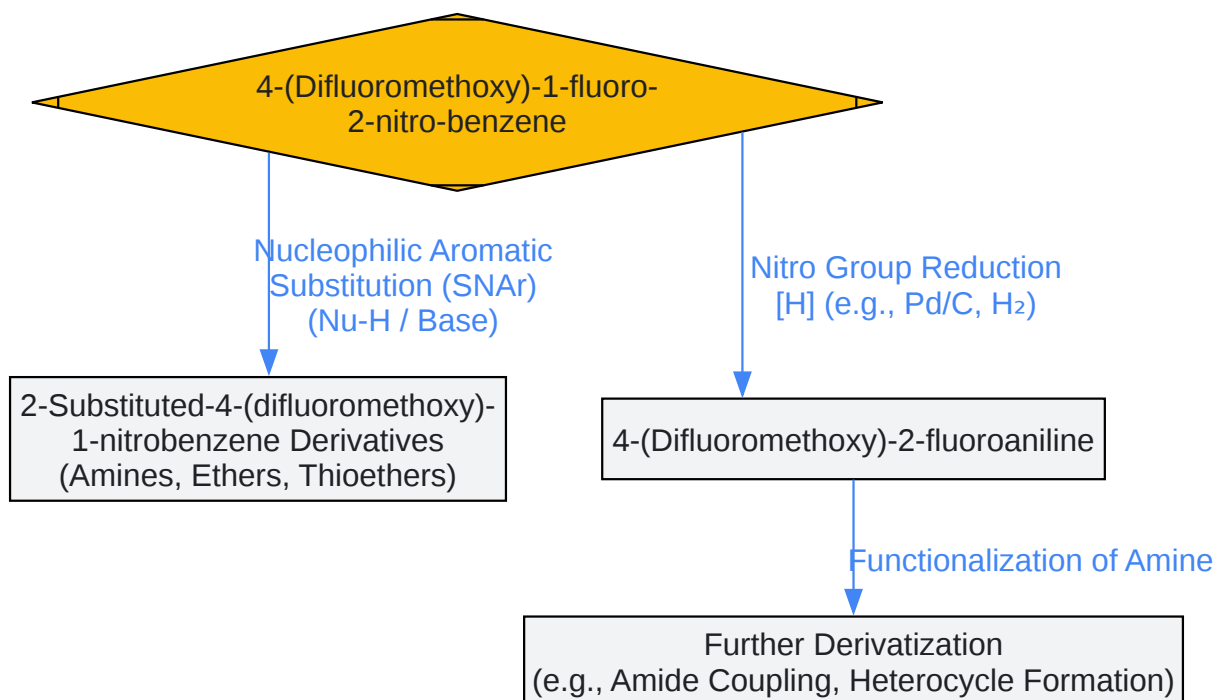 4-(Difluoromethoxy)-1-fluoro-
2-nitro-benzene
Nucleophilic Aromatic
Substitution (SNAr)
(Nu-H / Base)
Nitro Group Reduction
[H] (e.g., Pd/C, H₂)
2-Substituted-4-(difluoromethoxy)-
1-nitrobenzene Derivatives
(Amines, Ethers, Thioethers)
4-(Difluoromethoxy)-2-fluoroaniline
Functionalization of Amine
Further Derivatization
(e.g., Amide Coupling, Heterocycle Formation)